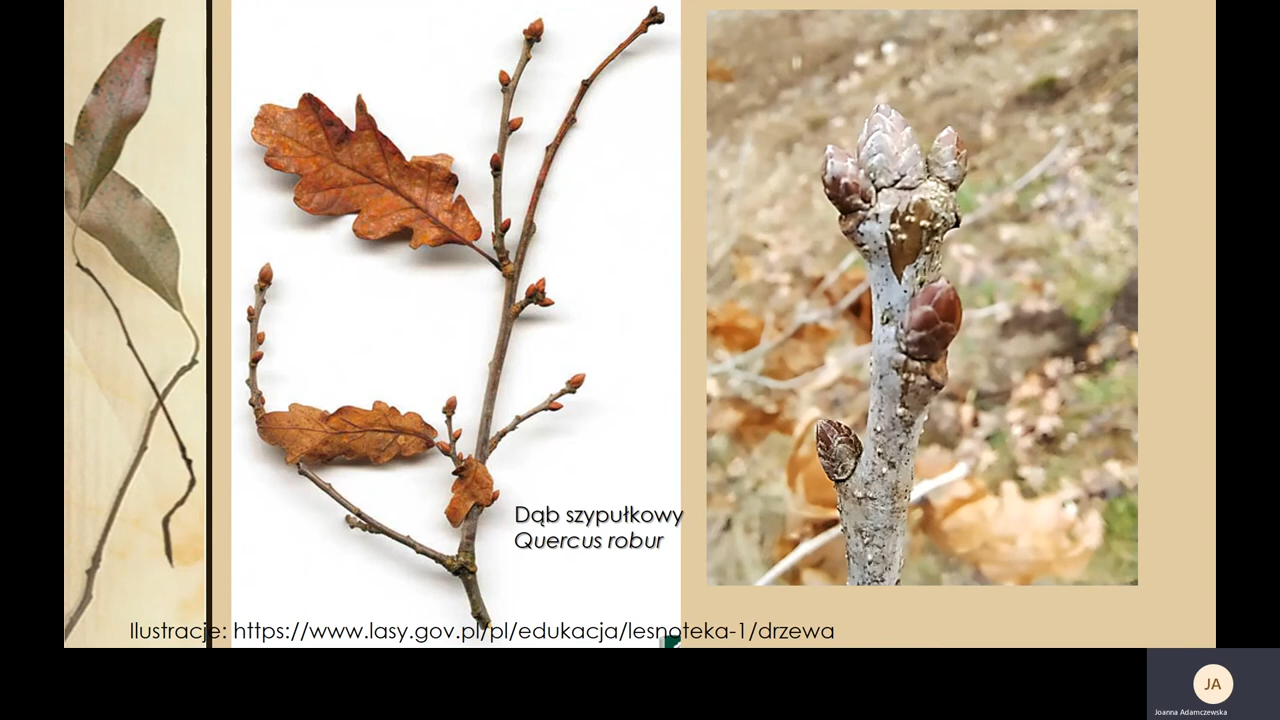 Dąb szypułkowy
Quercus robur
Ilustracje: https://www.lasy.gov.pl/pl/edukacja/lesnoteka-1/drzewa
JA
Joanna Adamczewska